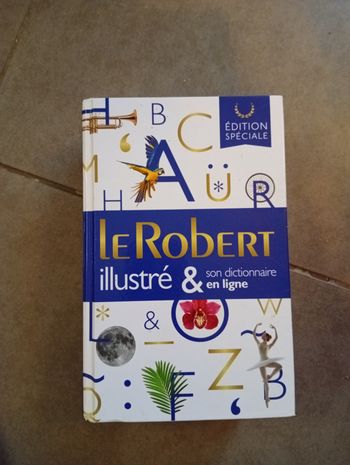 H B C
ÉDITION
SPÉCIALE
M ' A Ü
H R
LE ROBERT
illustré & son dictionnaire
en ligne
L O W
&
Z
F ' B